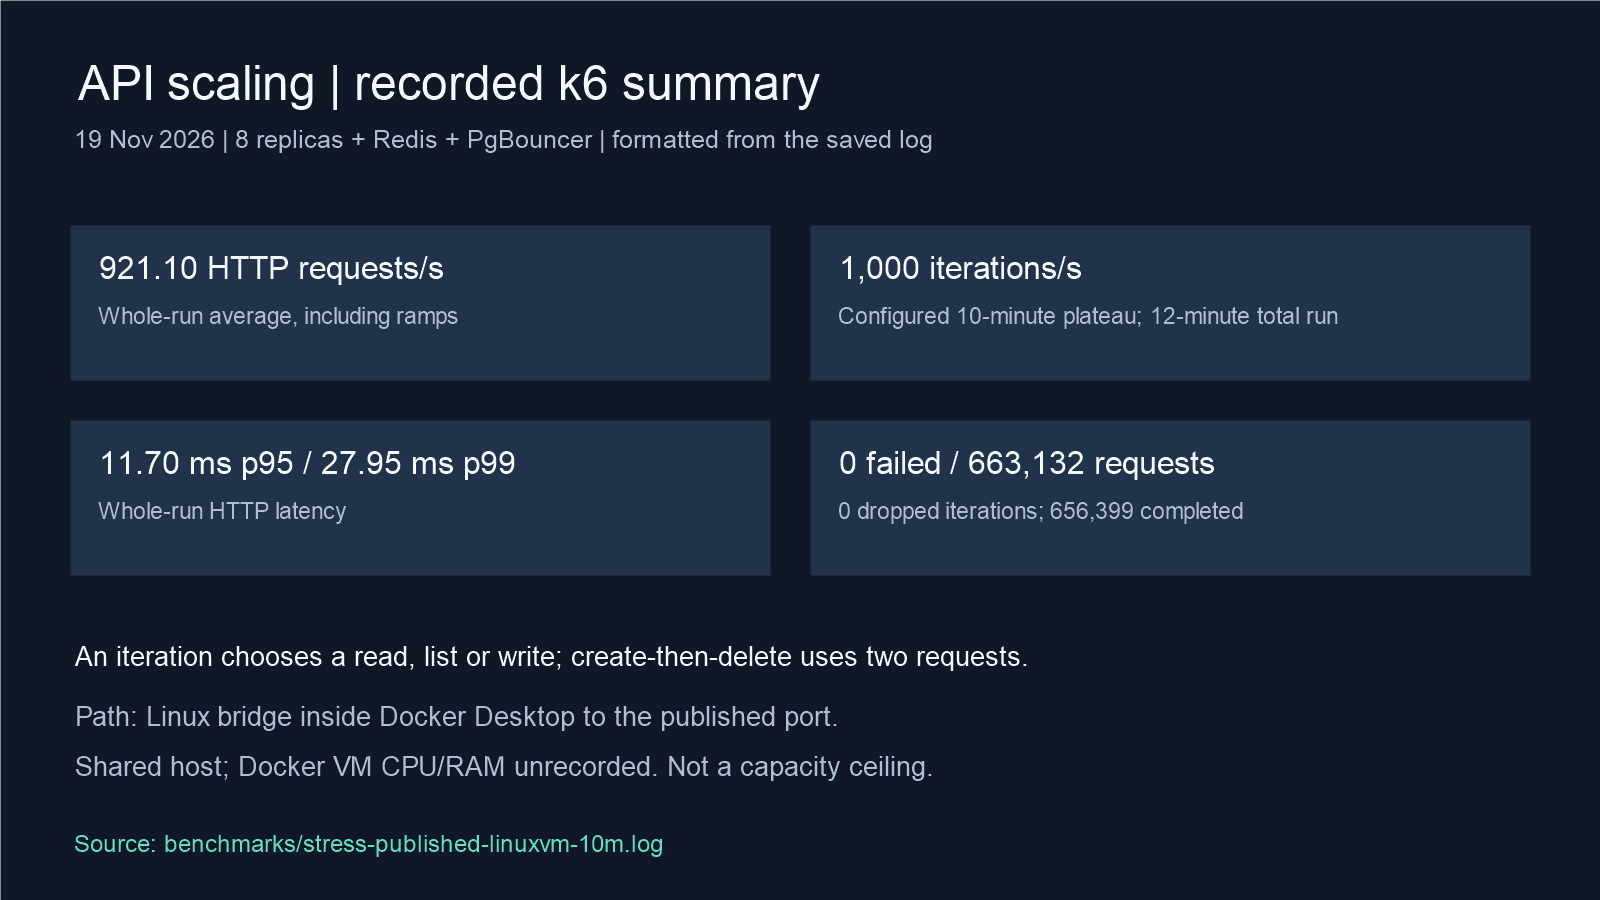 API scaling | recorded k6 summary
19 Nov 2026 | 8 replicas + Redis + PgBouncer | formatted from the saved log
921.10 HTTP requests/s
Whole-run average, including ramps
1,000 iterations/s
Configured 10-minute plateau; 12-minute total run
11.70 ms p95 / 27.95 ms p99
Whole-run HTTP latency
0 failed / 663,132 requests
0 dropped iterations; 656,399 completed
An iteration chooses a read, list or write; create-then-delete uses two requests.
Path: Linux bridge inside Docker Desktop to the published port.
Shared host; Docker VM CPU/RAM unrecorded. Not a capacity ceiling.
Source: benchmarks/stress-published-linuxvm-10m.log